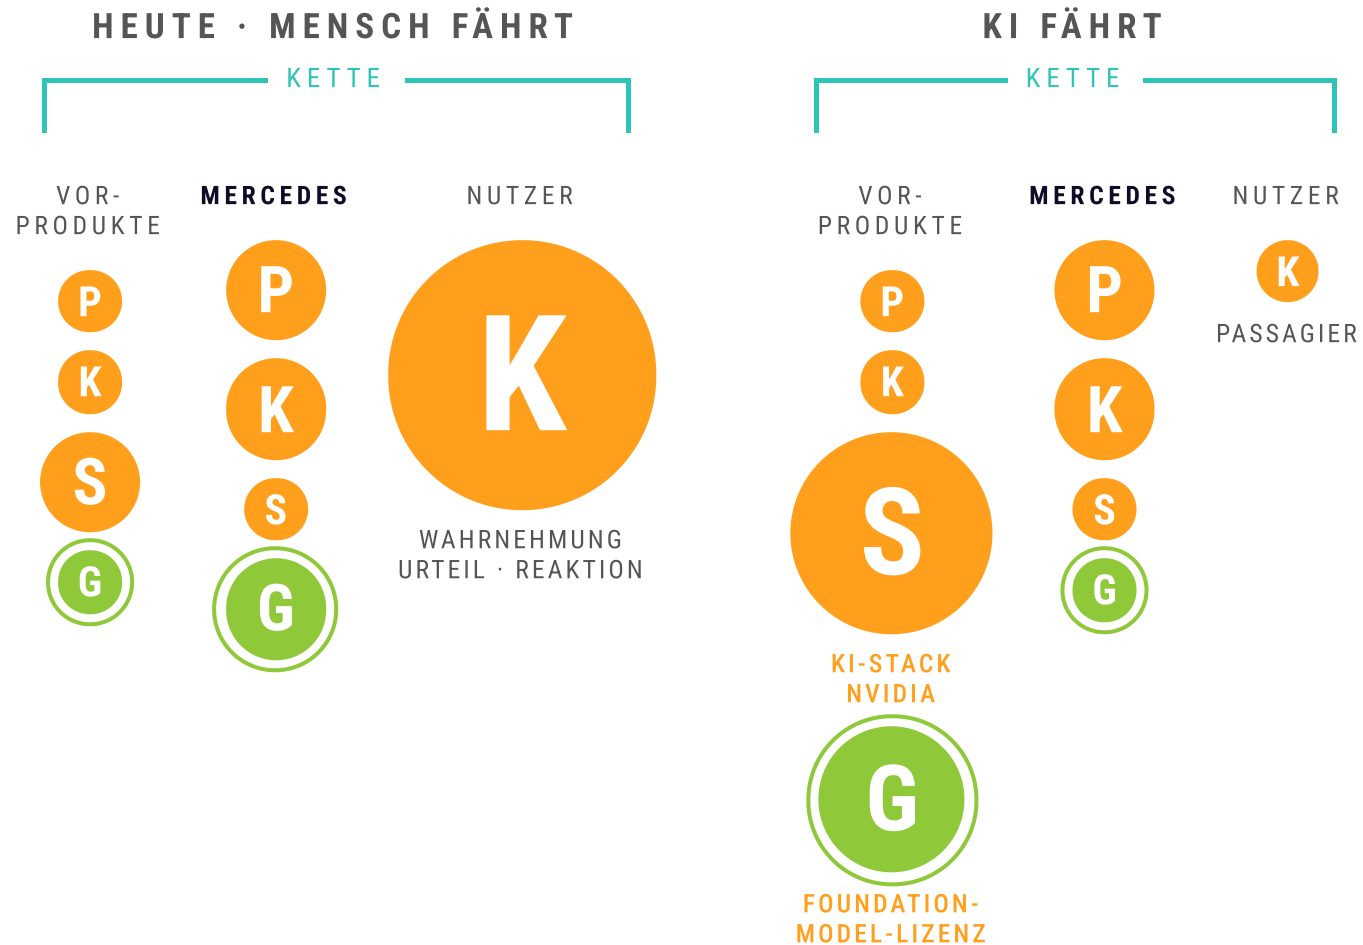 HEUTE · MENSCH FÄHRT
KETTE
VOR-
PRODUKTE
P
K
S
G
MERCEDES
P
K
S
G
NUTZER
K
WAHRNEHMUNG
URTEIL · REAKTION
KI FÄHRT
KETTE
VOR-
PRODUKTE
P
K
S
KI-STACK
NVIDIA
G
FOUNDATION-
MODEL-LIZENZ
MERCEDES
P
K
S
G
NUTZER
K
PASSAGIER